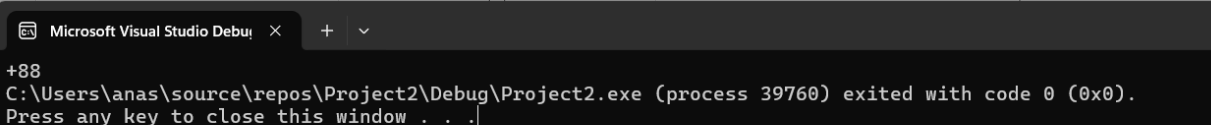 Microsoft Visual Studio Debu
+88
C:\Users\anas\source\repos\Project2\Debug\Project2.exe (process 39760) exited with code 0 (0x0).
Press any key to close this window . . .